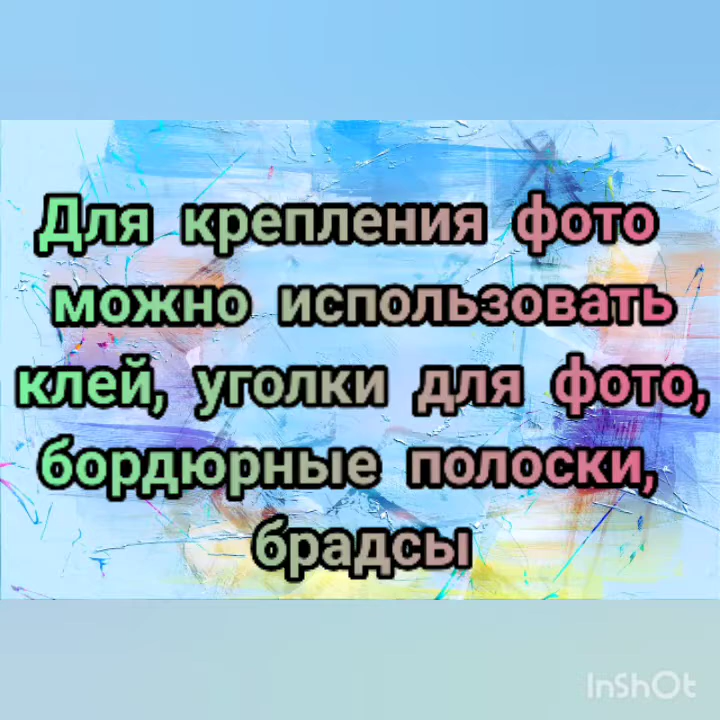 Для крепления фото
можно использовать
клей, уголки для фото,
бордюрные полоски,
брадсы
InShOt